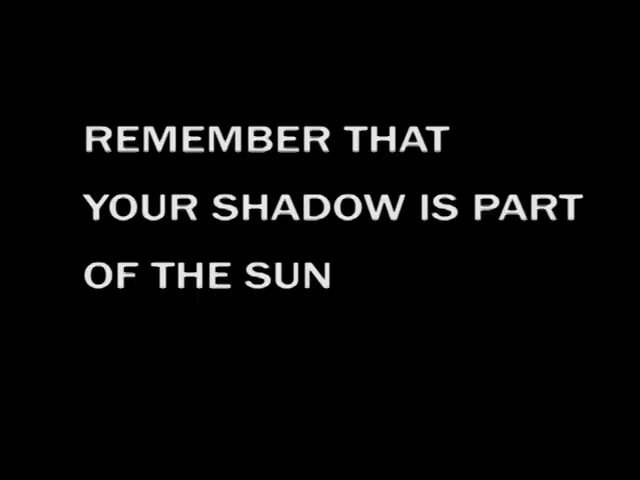 REMEMBER THAT
YOUR SHADOW IS PART
OF THE SUN